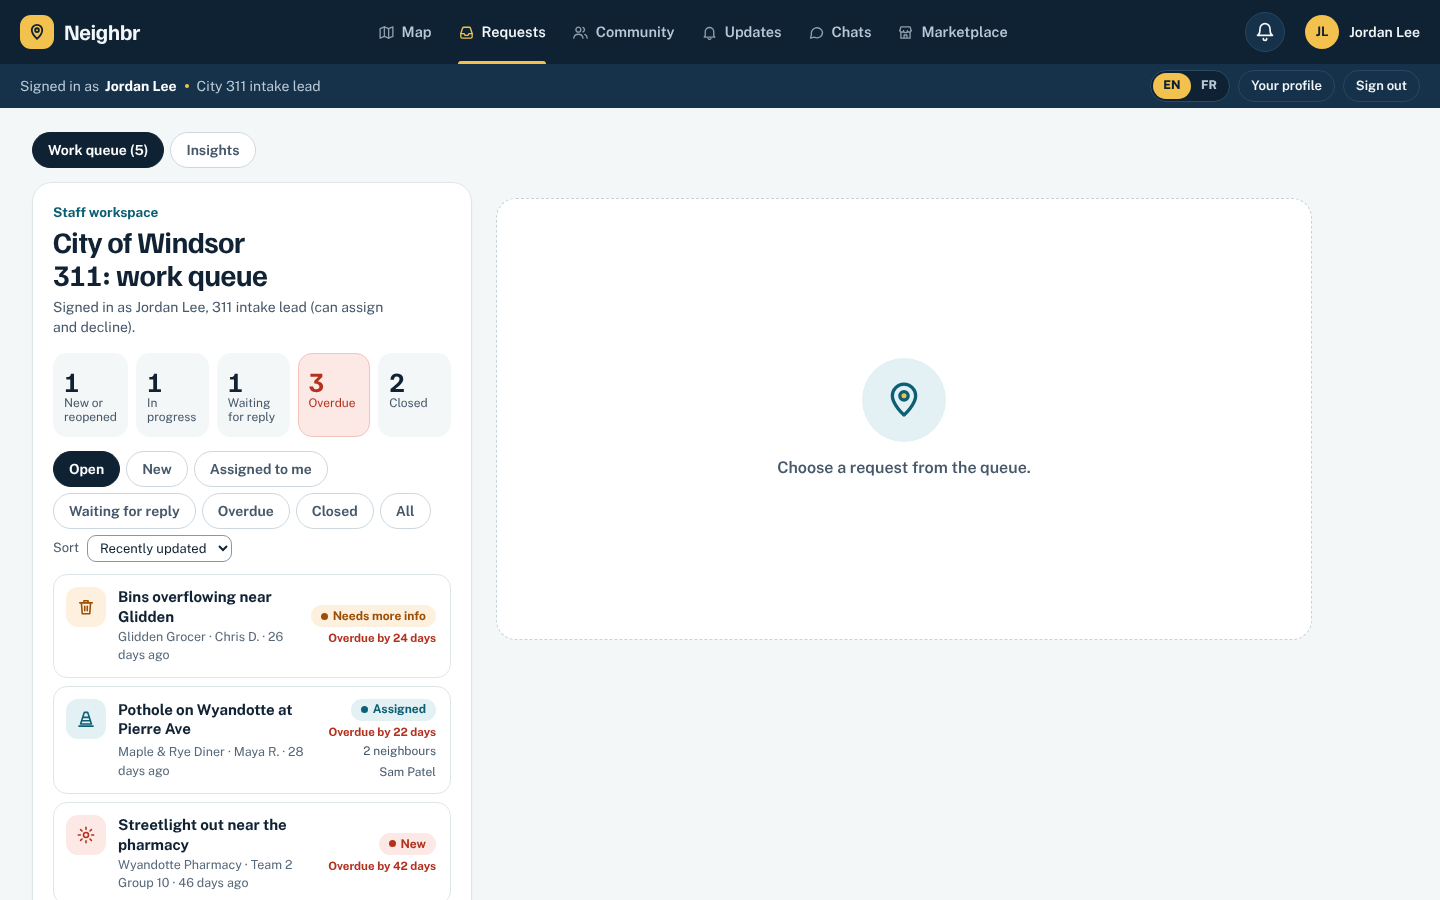 Neighbr
Map
Requests
Community
Updates
Chats
Marketplace
JL
Jordan Lee
Signed in as Jordan Lee • City 311 intake lead
EN
FR
Your profile
Sign out
Work queue (5)
Insights
Staff workspace
City of Windsor
311: work queue
Signed in as Jordan Lee, 311 intake lead (can assign
and decline).
1
New or
reopened
1
In
progress
1
Waiting
for reply
3
Overdue
2
Closed
Open
New
Assigned to me
Waiting for reply
Overdue
Closed
All
Sort
Recently updated
Bins overflowing near
Glidden
Glidden Grocer · Chris D. · 26
days ago
Needs more info
Overdue by 24 days
Pothole on Wyandotte at
Pierre Ave
Maple & Rye Diner · Maya R. · 28
days ago
Assigned
Overdue by 22 days
2 neighbours
Sam Patel
Streetlight out near the
pharmacy
Wyandotte Pharmacy · Team 2
Group 10 · 46 days ago
New
Overdue by 42 days
Choose a request from the queue.